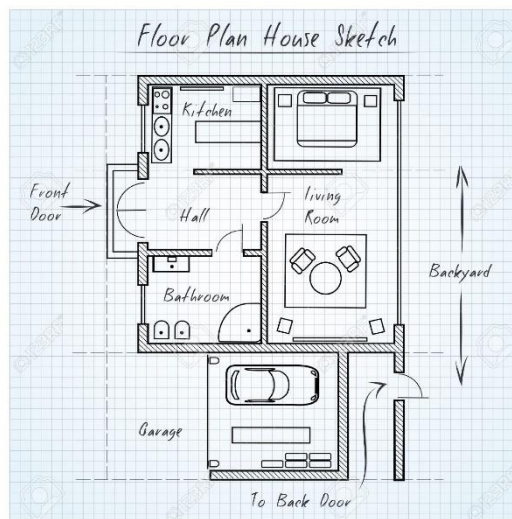 Floor Plan House Sketch
Kitchen
Front
Door
Hall
living
Room
Backyard
Bathroom
Garage
To Back Door